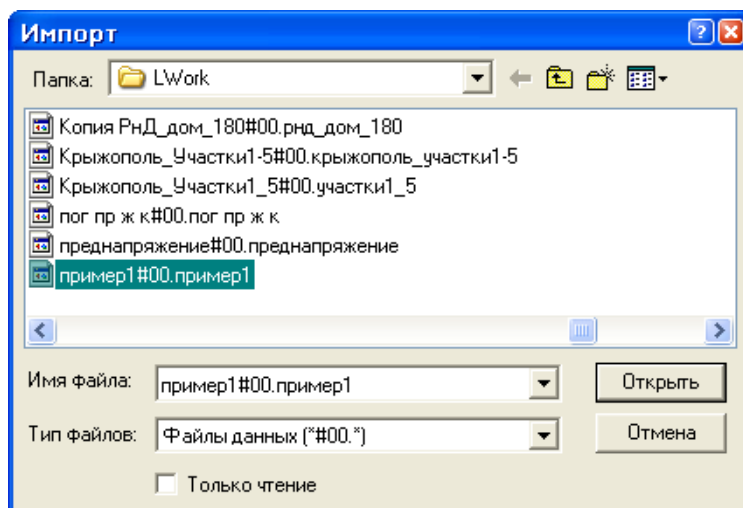 Импорт
Папка: LWork
Копия РнД_дом_180#00.рнд_дом_180
Крыжополь_Участки1-5#00.крыжополь_участки1-5
Крыжополь_Участки1_5#00.участки1_5
пог пр ж к#00.пог пр ж к
преднапряжение#00.преднапряжение
пример1#00.пример1
Имя файла: пример1#00.пример1 Открыть
Тип файлов: Файлы данных (*#00.*) Отмена
Только чтение